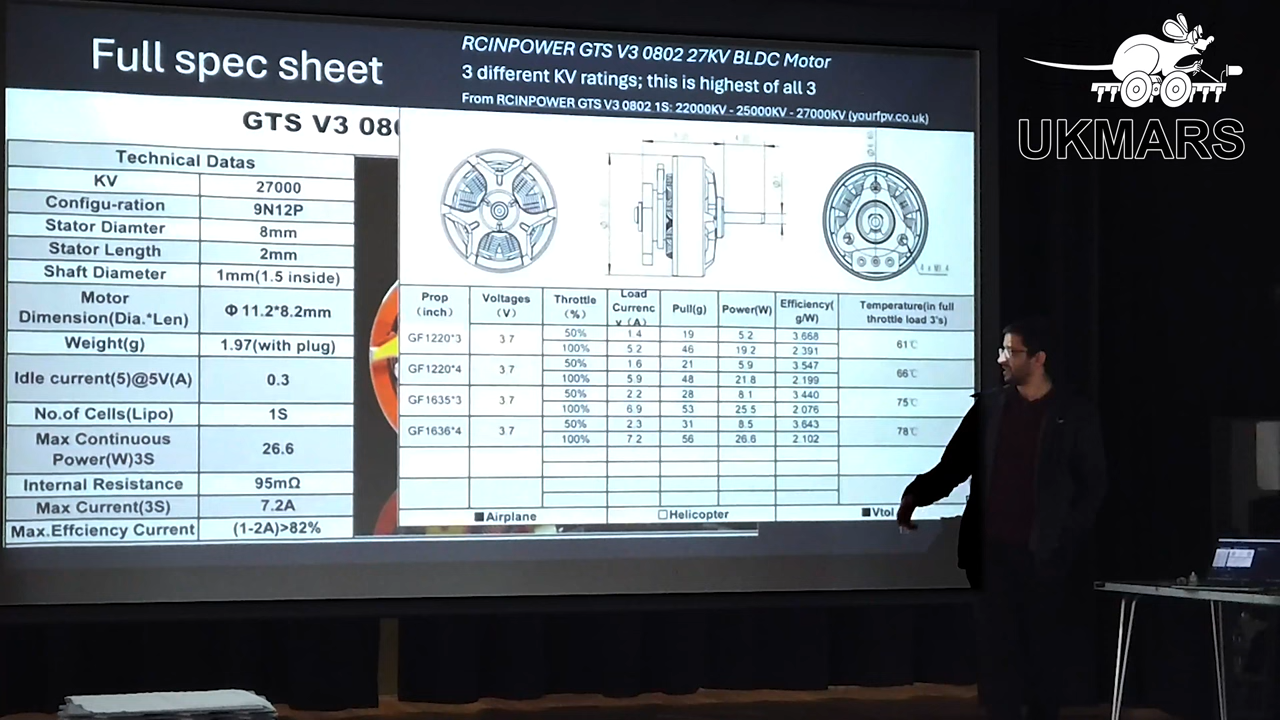 Full spec sheet
RCINPOWER GTS V3 0802 27KV BLDC Motor
3 different KV ratings; this is highest of all 3
From RCINPOWER GTS V3 0802 1S: 22000KV - 25000KV - 27000KV (yourfpv.co.uk)
UKMARS
GTS V3 080
Technical Datas
KV 27000
Configu-ration 9N12P
Stator Diamter 8mm
Stator Length 2mm
Shaft Diameter 1mm(1.5 inside)
Motor
Dimension(Dia.*Len) Φ 11.2*8.2mm
Weight(g) 1.97(with plug)
Idle current(5)@5V(A) 0.3
No.of Cells(Lipo) 1S
Max Continuous
Power(W)3S 26.6
Internal Resistance 95mΩ
Max Current(3S) 7.2A
Max.Effciency Current (1-2A)>82%
Prop
(inch) Voltages
(V) Throttle
(%) Load
Currenc
y (A) Pull(g) Power(W) Efficiency(
g/W) Temperature(in full
throttle load 3's)
GF1220*3 3.7 50% 1.4 19 5.2 3.668 61℃
100% 5.2 46 19.2 2.391
GF1220*4 3.7 50% 1.6 21 5.9 3.547 66℃
100% 5.9 48 21.8 2.199
GF1635*3 3.7 50% 2.2 28 8.1 3.440 75℃
100% 6.9 53 25.5 2.076
GF1636*4 3.7 50% 2.3 31 8.5 3.643 78℃
100% 7.2 56 26.6 2.102
Airplane Helicopter Vtol